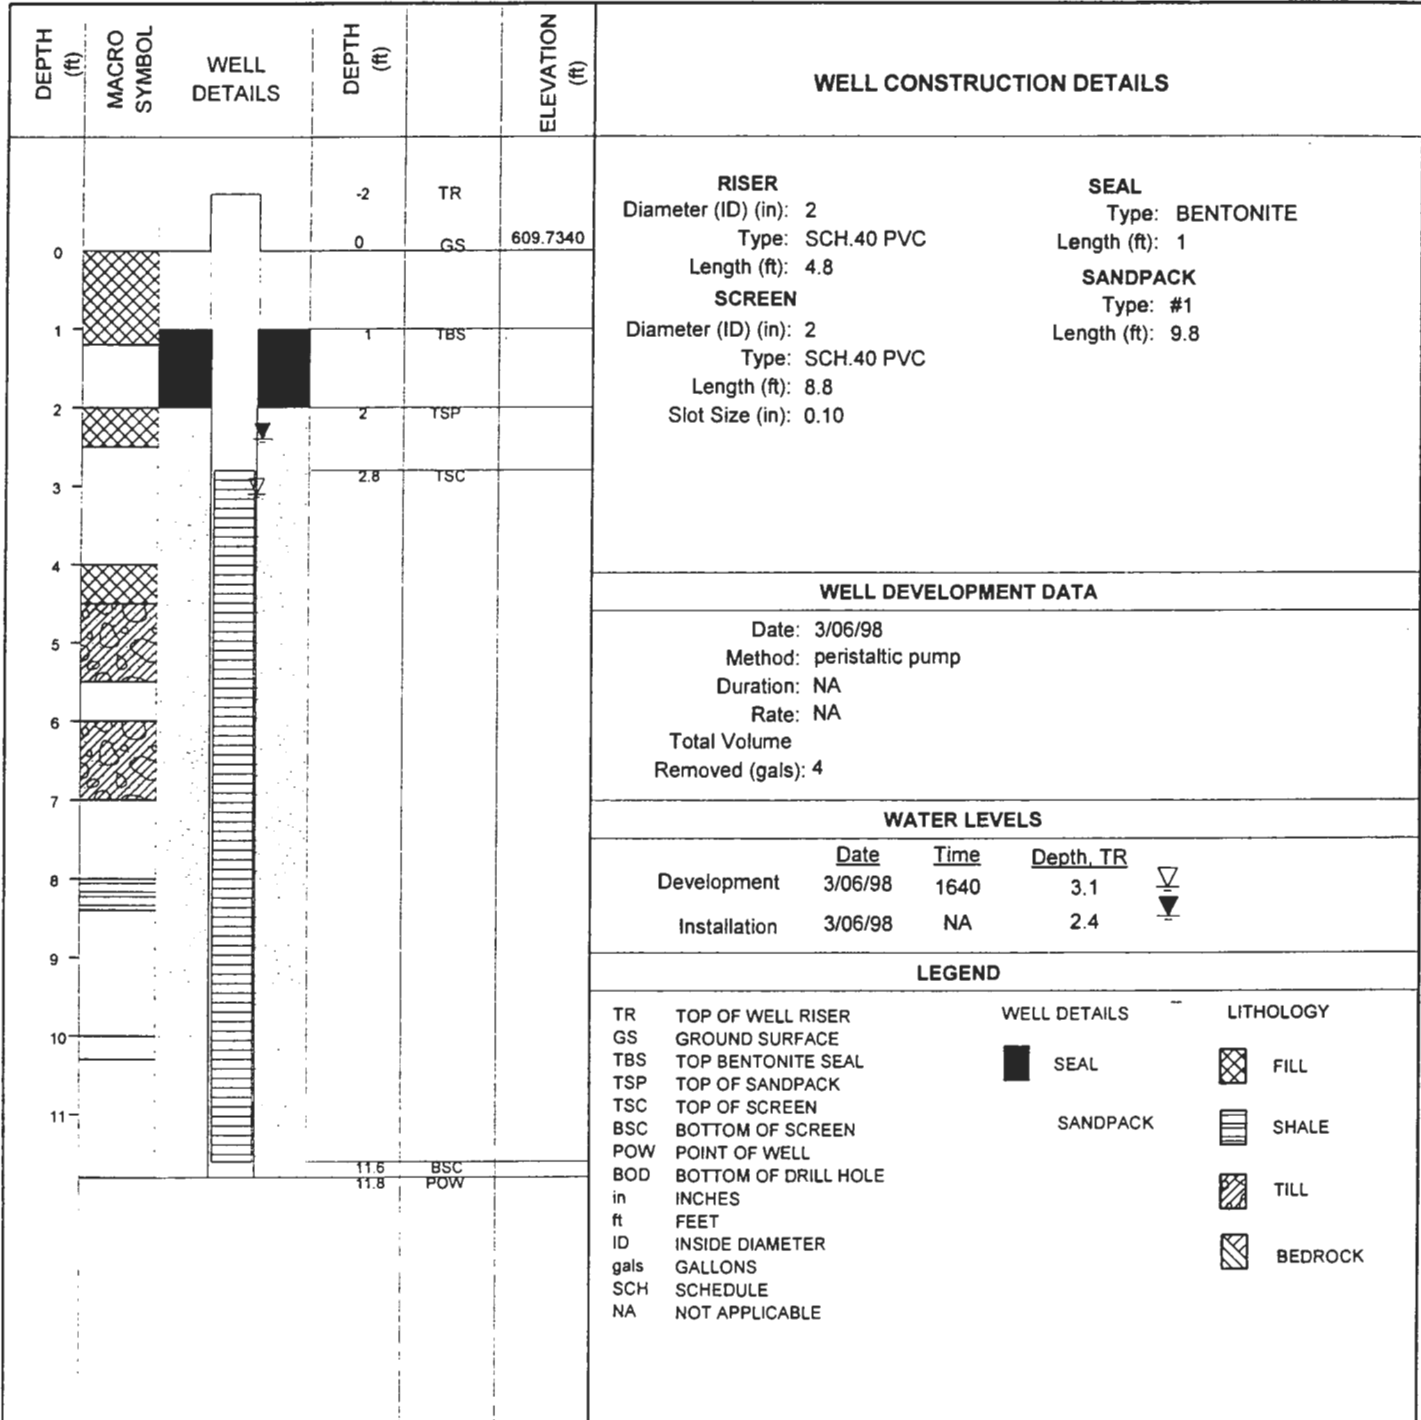 DEPTH (ft)
MACRO SYMBOL
WELL DETAILS
DEPTH (ft)
ELEVATION (ft)
WELL CONSTRUCTION DETAILS
-2 TR
0 GS 609.7340
1 TBS
2 TSP
2.8 TSC
11.6 BSC
11.8 POW
0
1
2
3
4
5
6
7
8
9
10
11
RISER
Diameter (ID) (in): 2
Type: SCH.40 PVC
Length (ft): 4.8
SCREEN
Diameter (ID) (in): 2
Type: SCH.40 PVC
Length (ft): 8.8
Slot Size (in): 0.10
SEAL
Type: BENTONITE
Length (ft): 1
SANDPACK
Type: #1
Length (ft): 9.8
WELL DEVELOPMENT DATA
Date: 3/06/98
Method: peristaltic pump
Duration: NA
Rate: NA
Total Volume
Removed (gals): 4
WATER LEVELS
Date Time Depth, TR
Development 3/06/98 1640 3.1
Installation 3/06/98 NA 2.4
LEGEND
TR TOP OF WELL RISER
GS GROUND SURFACE
TBS TOP BENTONITE SEAL
TSP TOP OF SANDPACK
TSC TOP OF SCREEN
BSC BOTTOM OF SCREEN
POW POINT OF WELL
BOD BOTTOM OF DRILL HOLE
in INCHES
ft FEET
ID INSIDE DIAMETER
gals GALLONS
SCH SCHEDULE
NA NOT APPLICABLE
WELL DETAILS
SEAL
SANDPACK
LITHOLOGY
FILL
SHALE
TILL
BEDROCK